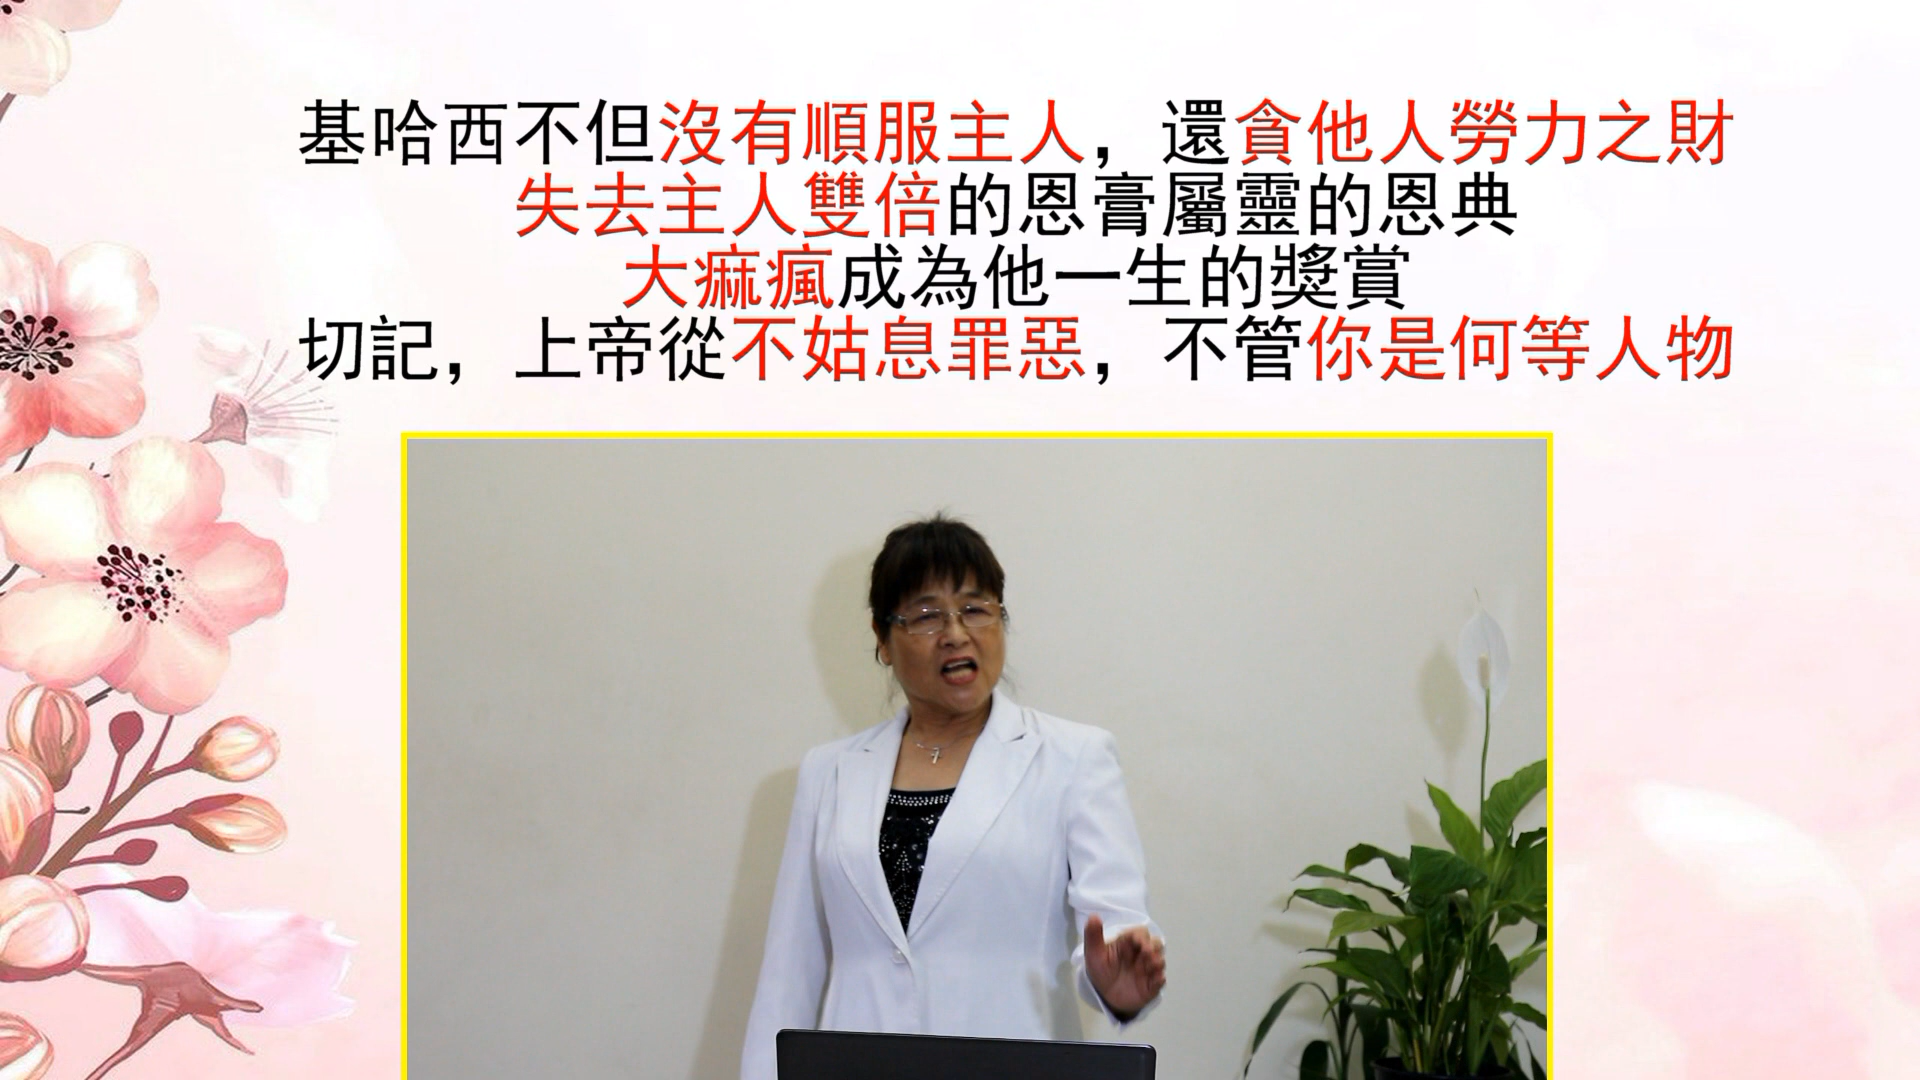 基哈西不但沒有順服主人，還貪他人勞力之財
失去主人雙倍的恩膏屬靈的恩典
大痲瘋成為他一生的獎賞
切記，上帝從不姑息罪惡，不管你是何等人物